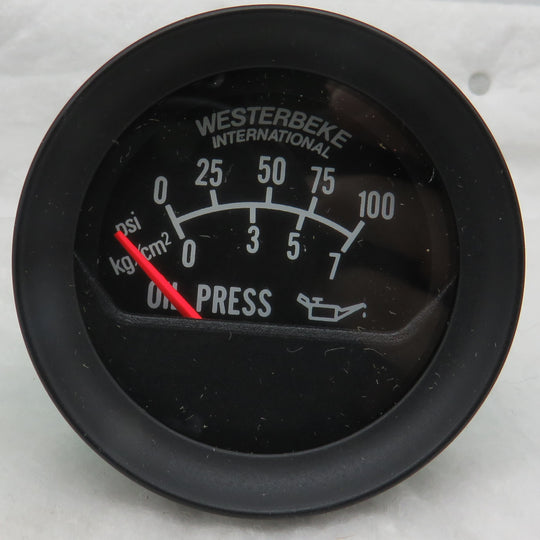 WESTERBEKE
INTERNATIONAL
0 25 50 75 100
psi
kg/cm²
0 3 5 7
OIL PRESS